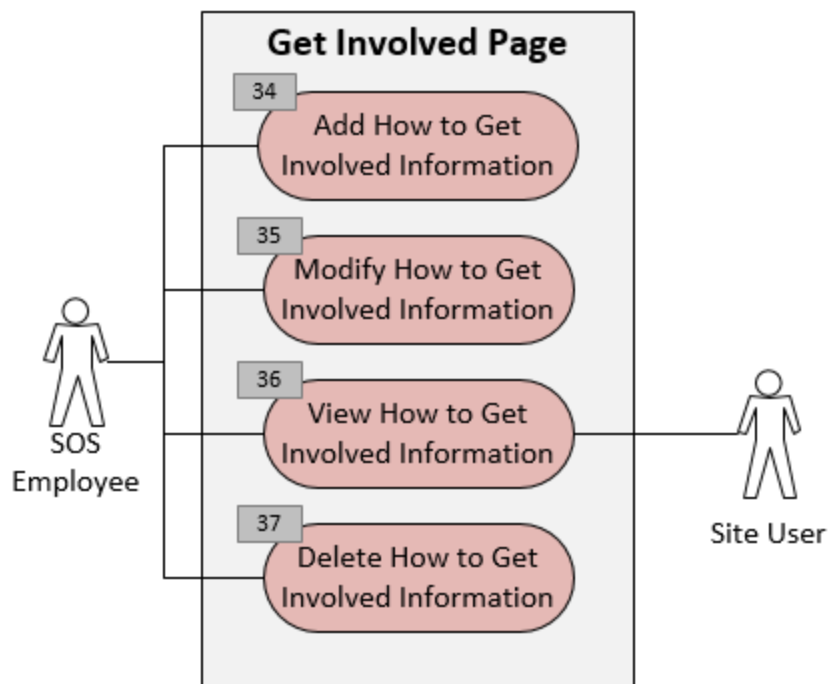 Get Involved Page
34
Add How to Get
Involved Information
35
Modify How to Get
Involved Information
36
View How to Get
Involved Information
37
Delete How to Get
Involved Information
SOS
Employee
Site User